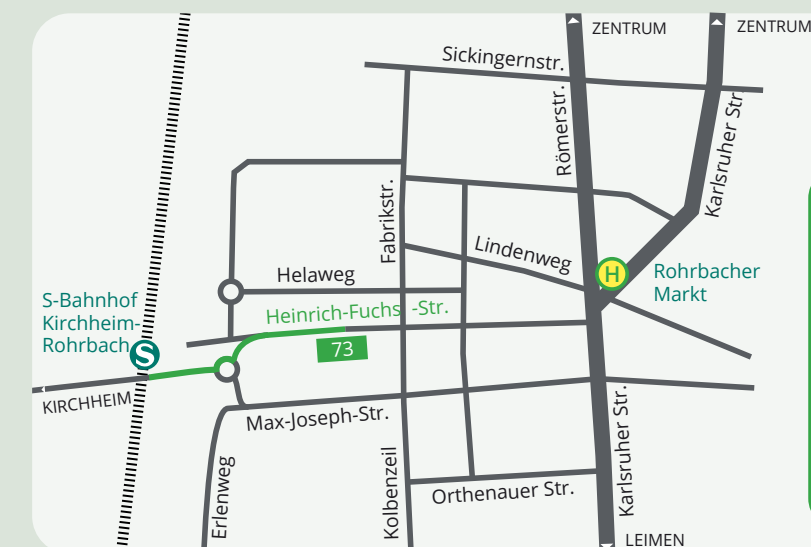 ZENTRUM
ZENTRUM
Sickingernstr.
Römerstr.
Karlsruher Str.
Fabrikstr.
Lindenweg
Helaweg
H
Rohrbacher
Markt
S-Bahnhof
Kirchheim-
Rohrbach
S
Heinrich-Fuchs -Str.
73
KIRCHHEIM
Max-Joseph-Str.
Erlenweg
Kolbenzeil
Orthenauer Str.
Karlsruher Str.
LEIMEN